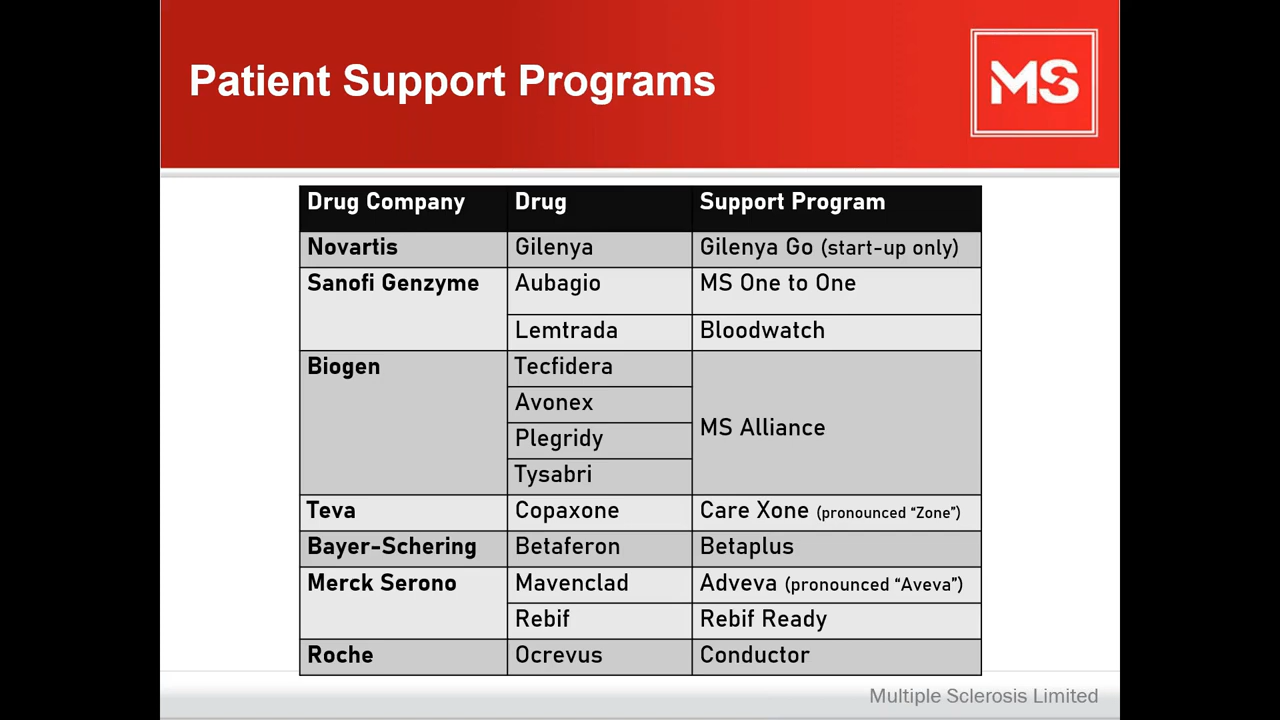 Patient Support Programs
MS
Drug Company Drug Support Program
Novartis Gilenya Gilenya Go (start-up only)
Sanofi Genzyme Aubagio MS One to One
Lemtrada Bloodwatch
Biogen Tecfidera
Avonex
MS Alliance
Plegridy
Tysabri
Teva Copaxone Care Xone (pronounced “Zone”)
Bayer-Schering Betaferon Betaplus
Merck Serono Mavenclad Adveva (pronounced “Aveva”)
Rebif Rebif Ready
Roche Ocrevus Conductor
Multiple Sclerosis Limited